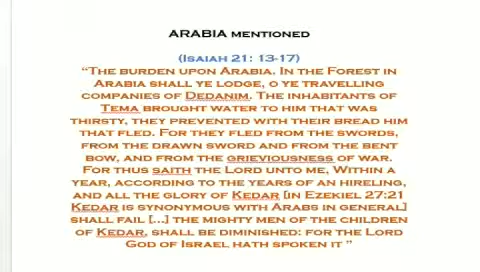 ARABIA MENTIONED
(ISAIAH 21: 13-17)
"THE BURDEN UPON ARABIA. IN THE FOREST IN
ARABIA SHALL YE LODGE, O YE TRAVELLING
COMPANIES OF DEDANIM. THE INHABITANTS OF
TEMA BROUGHT WATER TO HIM THAT WAS
THIRSTY, THEY PREVENTED WITH THEIR BREAD HIM
THAT FLED. FOR THEY FLED FROM THE SWORDS,
FROM THE DRAWN SWORD AND FROM THE BENT
BOW, AND FROM THE GRIEVIOUSNESS OF WAR.
FOR THUS SAITH THE LORD UNTO ME, WITHIN A
YEAR, ACCORDING TO THE YEARS OF AN HIRELING,
AND ALL THE GLORY OF KEDAR [IN EZEKIEL 27:21
KEDAR IS SYNONYMOUS WITH ARABS IN GENERAL]
SHALL FAIL [...] THE MIGHTY MEN OF THE CHILDREN
OF KEDAR, SHALL BE DIMINISHED: FOR THE LORD
GOD OF ISRAEL HATH SPOKEN IT "